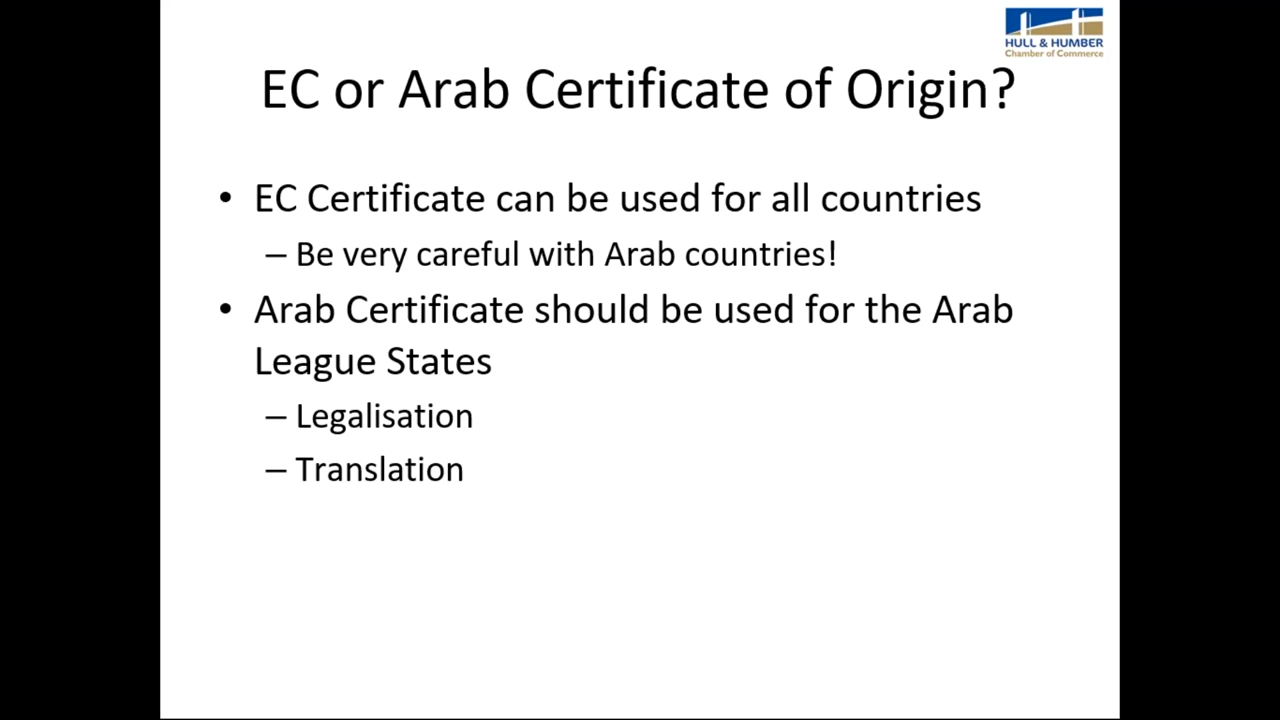 HULL & HUMBER
Chamber of Commerce
EC or Arab Certificate of Origin?
• EC Certificate can be used for all countries
– Be very careful with Arab countries!
• Arab Certificate should be used for the Arab
League States
– Legalisation
– Translation